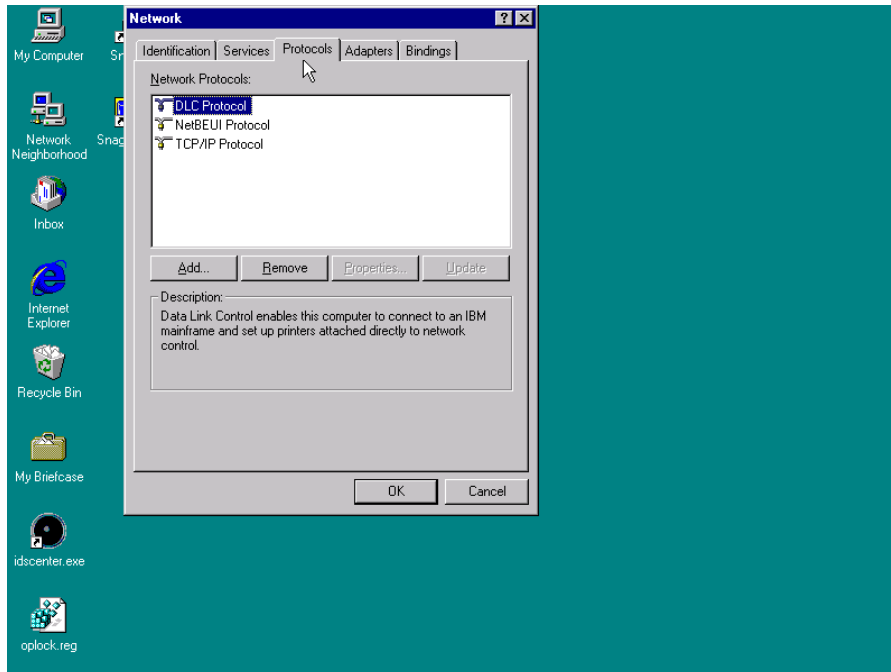 Network
Identification
Services
Protocols
Adapters
Bindings
Network Protocols:
DLC Protocol
NetBEUI Protocol
TCP/IP Protocol
Add...
Remove
Properties...
Update
Description:
Data Link Control enables this computer to connect to an IBM
mainframe and set up printers attached directly to network
control.
OK
Cancel
My Computer
Sn
Network
Neighborhood
Snag
Inbox
Internet
Explorer
Recycle Bin
My Briefcase
idscenter.exe
oplock.reg